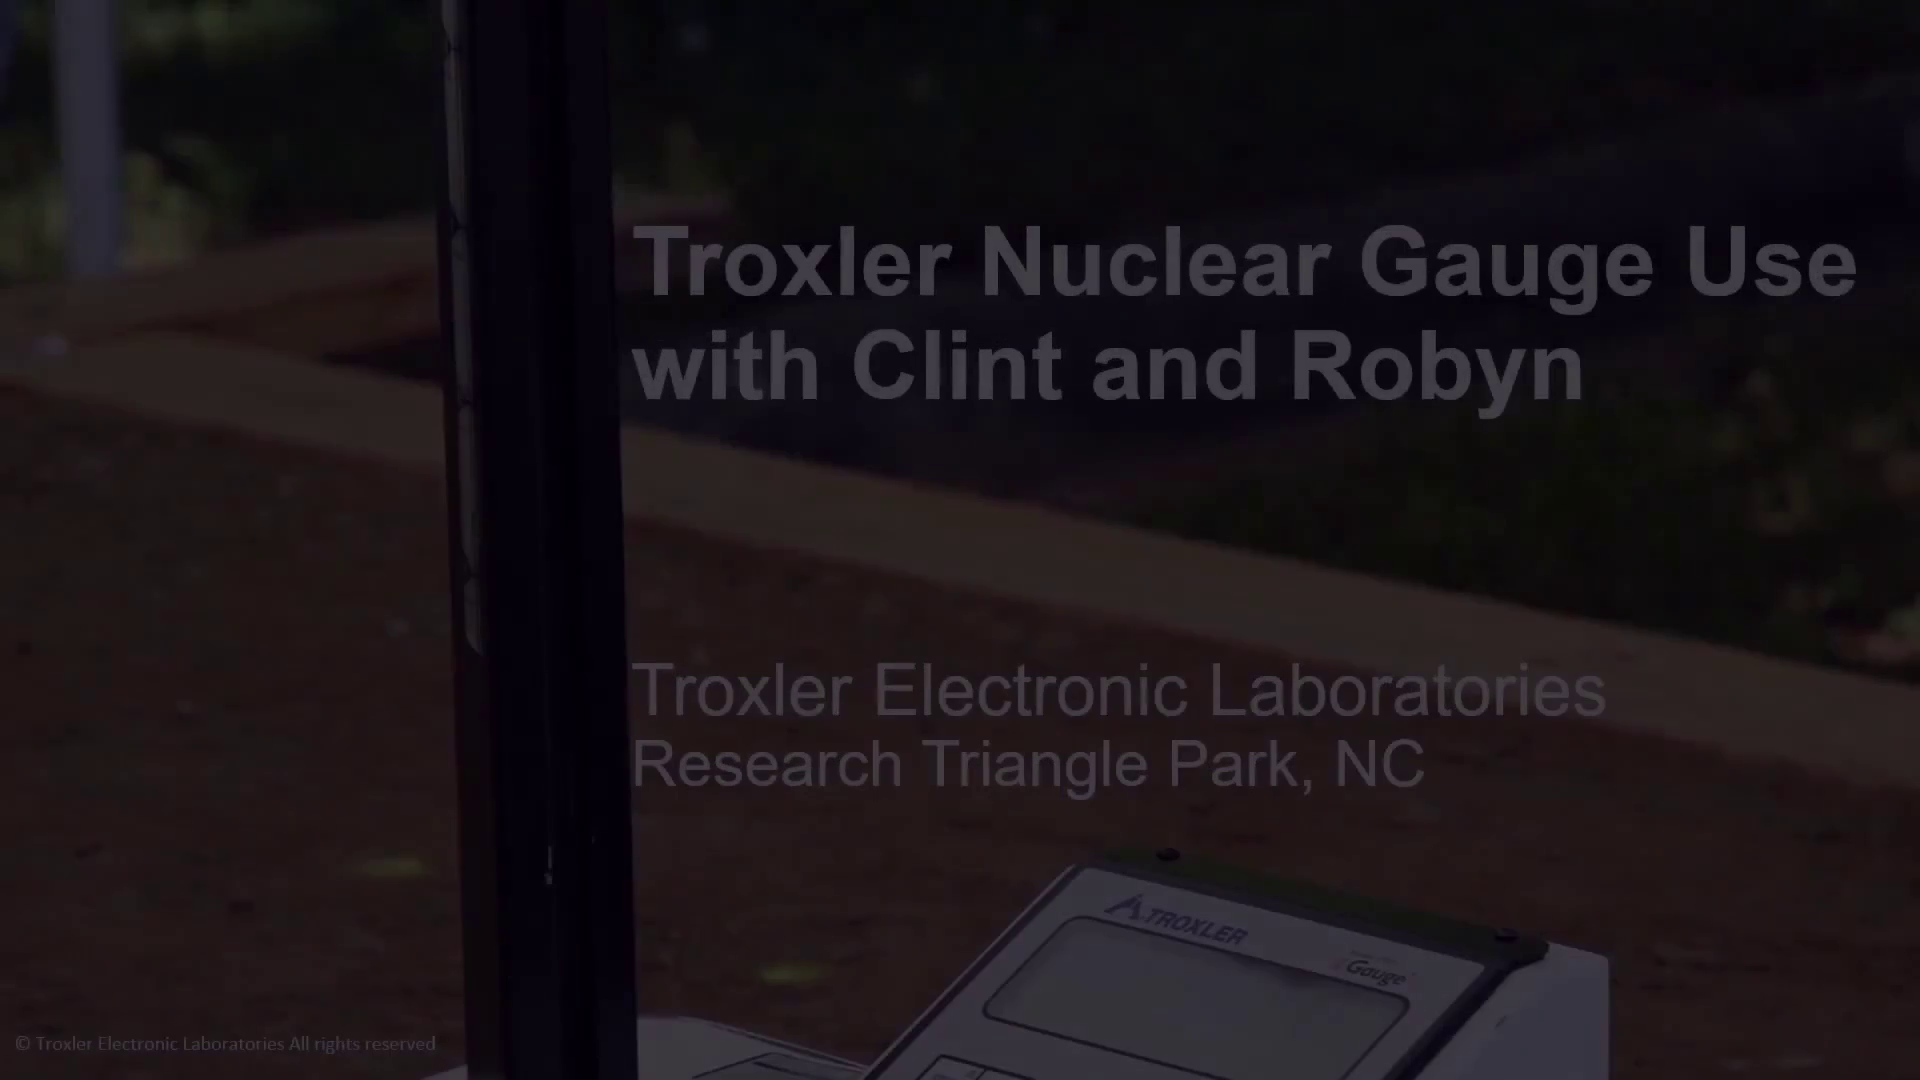 Troxler Nuclear Gauge Use
with Clint and Robyn
Troxler Electronic Laboratories
Research Triangle Park, NC
TROXLER
Gauge
© Troxler Electronic Laboratories All rights reserved